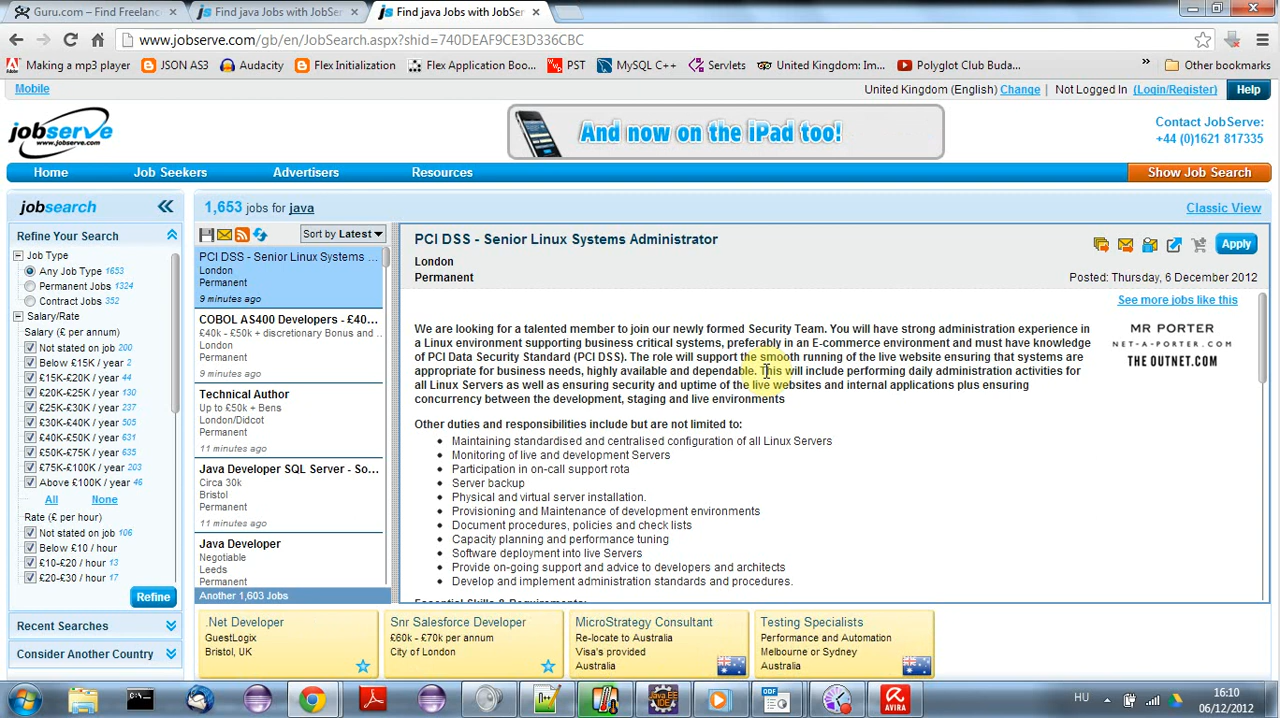 Guru.com – Find Freelance
Find java Jobs with JobSer
Find java Jobs with JobSer
www.jobserve.com/gb/en/JobSearch.aspx?shid=740DEAF9CE3D336CBC
Making a mp3 player
JSON AS3
Audacity
Flex Initialization
Flex Application Boo...
PST
MySQL C++
Servlets
United Kingdom: Im...
Polyglot Club Buda...
»
Other bookmarks
Mobile
United Kingdom (English) Change | Not Logged In (Login/Register)
Help
jobserve
www.jobserve.com
And now on the iPad too!
Contact JobServe:
+44 (0)1621 817335
Home
Job Seekers
Advertisers
Resources
Show Job Search
jobsearch
1,653 jobs for java
Classic View
Refine Your Search
Job Type
Any Job Type 1653
Permanent Jobs 1324
Contract Jobs 352
Salary/Rate
Salary (£ per annum)
Not stated on job 200
Below £15K / year 2
£15K-£20K / year 44
£20K-£25K / year 130
£25K-£30K / year 273
£30K-£40K / year 505
£40K-£50K / year 631
£50K-£75K / year 635
£75K-£100K / year 203
Above £100K / year 46
All
None
Rate (£ per hour)
Not stated on job 106
Below £10 / hour
£10-£20 / hour 13
£20-£30 / hour 17
Refine
Recent Searches
Consider Another Country
Sort by Latest
PCI DSS - Senior Linux Systems ...
London
Permanent
9 minutes ago
COBOL AS400 Developers - £40...
£40k - £50k + discretionary Bonus and ...
London
Permanent
9 minutes ago
Technical Author
Up to £50k + Bens
London/Didcot
Permanent
11 minutes ago
Java Developer SQL Server - So...
Circa 30k
Bristol
Permanent
11 minutes ago
Java Developer
Negotiable
Leeds
Permanent
Another 1,603 Jobs
PCI DSS - Senior Linux Systems Administrator
London
Permanent
Apply
Posted: Thursday, 6 December 2012
See more jobs like this
MR PORTER
NET-A-PORTER.COM
THE OUTNET.COM
We are looking for a talented member to join our newly formed Security Team. You will have strong administration experience in
a Linux environment supporting business critical systems, preferably in an E-commerce environment and must have knowledge
of PCI Data Security Standard (PCI DSS). The role will support the smooth running of the live website ensuring that systems are
appropriate for business needs, highly available and dependable. This will include performing daily administration activities for
all Linux Servers as well as ensuring security and uptime of the live websites and internal applications plus ensuring
concurrency between the development, staging and live environments
Other duties and responsibilities include but are not limited to:
Maintaining standardised and centralised configuration of all Linux Servers
Monitoring of live and development Servers
Participation in on-call support rota
Server backup
Physical and virtual server installation.
Provisioning and Maintenance of development environments
Document procedures, policies and check lists
Capacity planning and performance tuning
Software deployment into live Servers
Provide on-going support and advice to developers and architects
Develop and implement administration standards and procedures.
Essential Skills & Requirements:
.Net Developer
GuestLogix
Bristol, UK
Snr Salesforce Developer
£60k - £70k per annum
City of London
MicroStrategy Consultant
Re-locate to Australia
Visa's provided
Australia
Testing Specialists
Performance and Automation
Melbourne or Sydney
Australia
Java EE
IDE
ODF
AVIRA
HU
16:10
06/12/2012